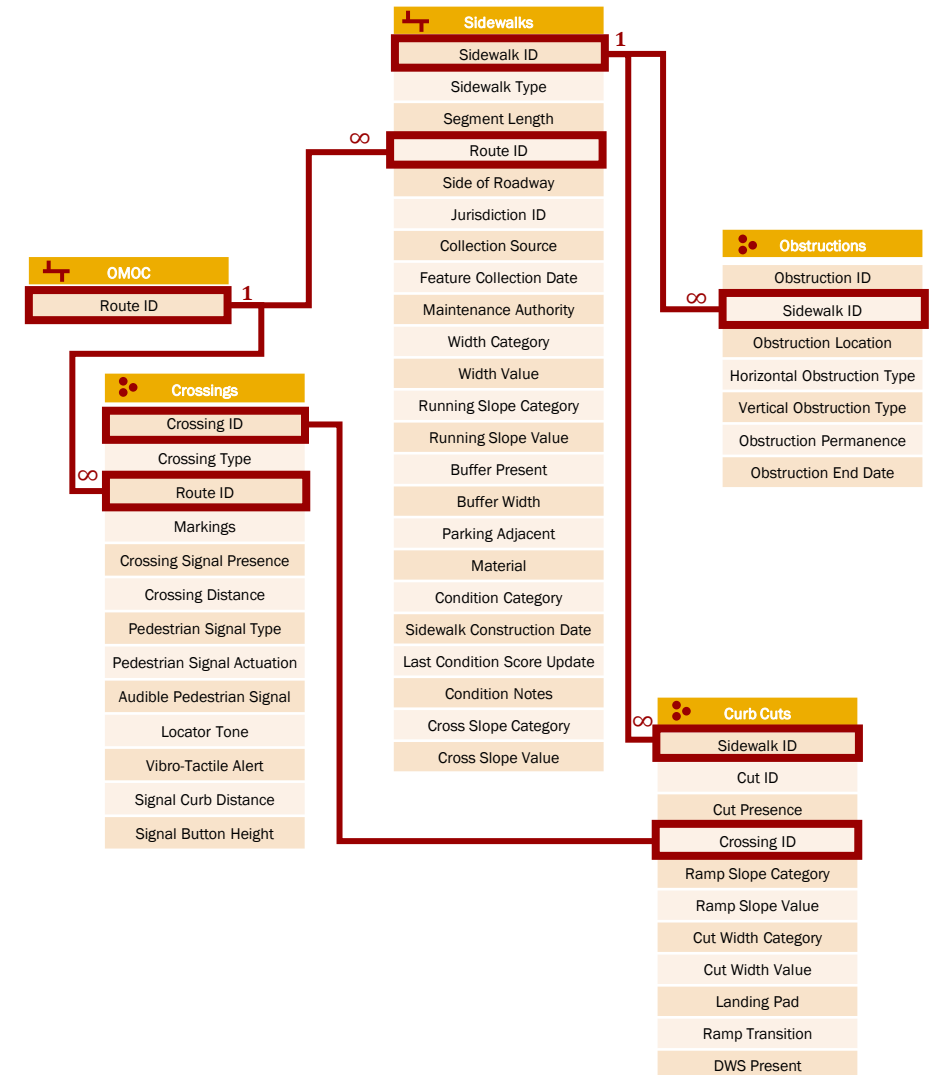 Sidewalks
Sidewalk ID
1
Sidewalk Type
Segment Length
∞
Route ID
Side of Roadway
Jurisdiction ID
Collection Source
Feature Collection Date
Maintenance Authority
Width Category
Width Value
Running Slope Category
Running Slope Value
Buffer Present
Buffer Width
Parking Adjacent
Material
Condition Category
Sidewalk Construction Date
Last Condition Score Update
Condition Notes
Cross Slope Category
Cross Slope Value
OMOC
Route ID
1
Crossings
Crossing ID
Crossing Type
∞
Route ID
Markings
Crossing Signal Presence
Crossing Distance
Pedestrian Signal Type
Pedestrian Signal Actuation
Audible Pedestrian Signal
Locator Tone
Vibro-Tactile Alert
Signal Curb Distance
Signal Button Height
Obstructions
Obstruction ID
∞
Sidewalk ID
Obstruction Location
Horizontal Obstruction Type
Vertical Obstruction Type
Obstruction Permanence
Obstruction End Date
Curb Cuts
∞
Sidewalk ID
Cut ID
Cut Presence
Crossing ID
Ramp Slope Category
Ramp Slope Value
Cut Width Category
Cut Width Value
Landing Pad
Ramp Transition
DWS Present